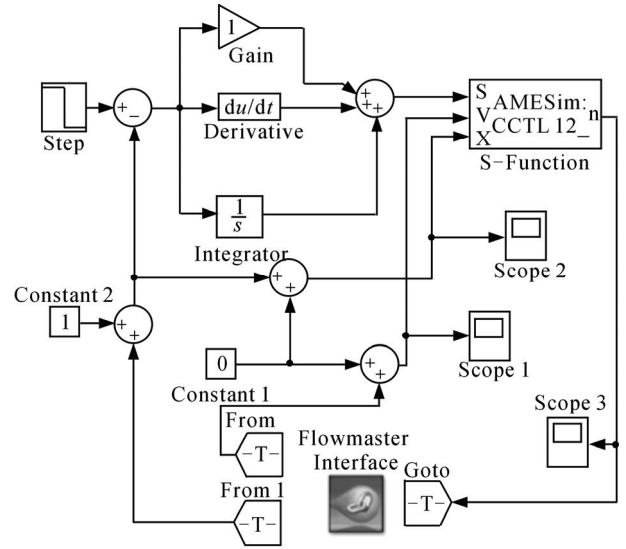 1
Gain
Step
+
−
du/dt
Derivative
+
+
+
S
V
X
AMESim:
CCTL 12_
n
S−Function
1
s
Integrator
Scope 2
Constant 2
1
+
+
+
+
0
Constant 1
+
+
Scope 1
From
−T−
Flowmaster
Interface
Goto
−T−
Scope 3
From 1
−T−